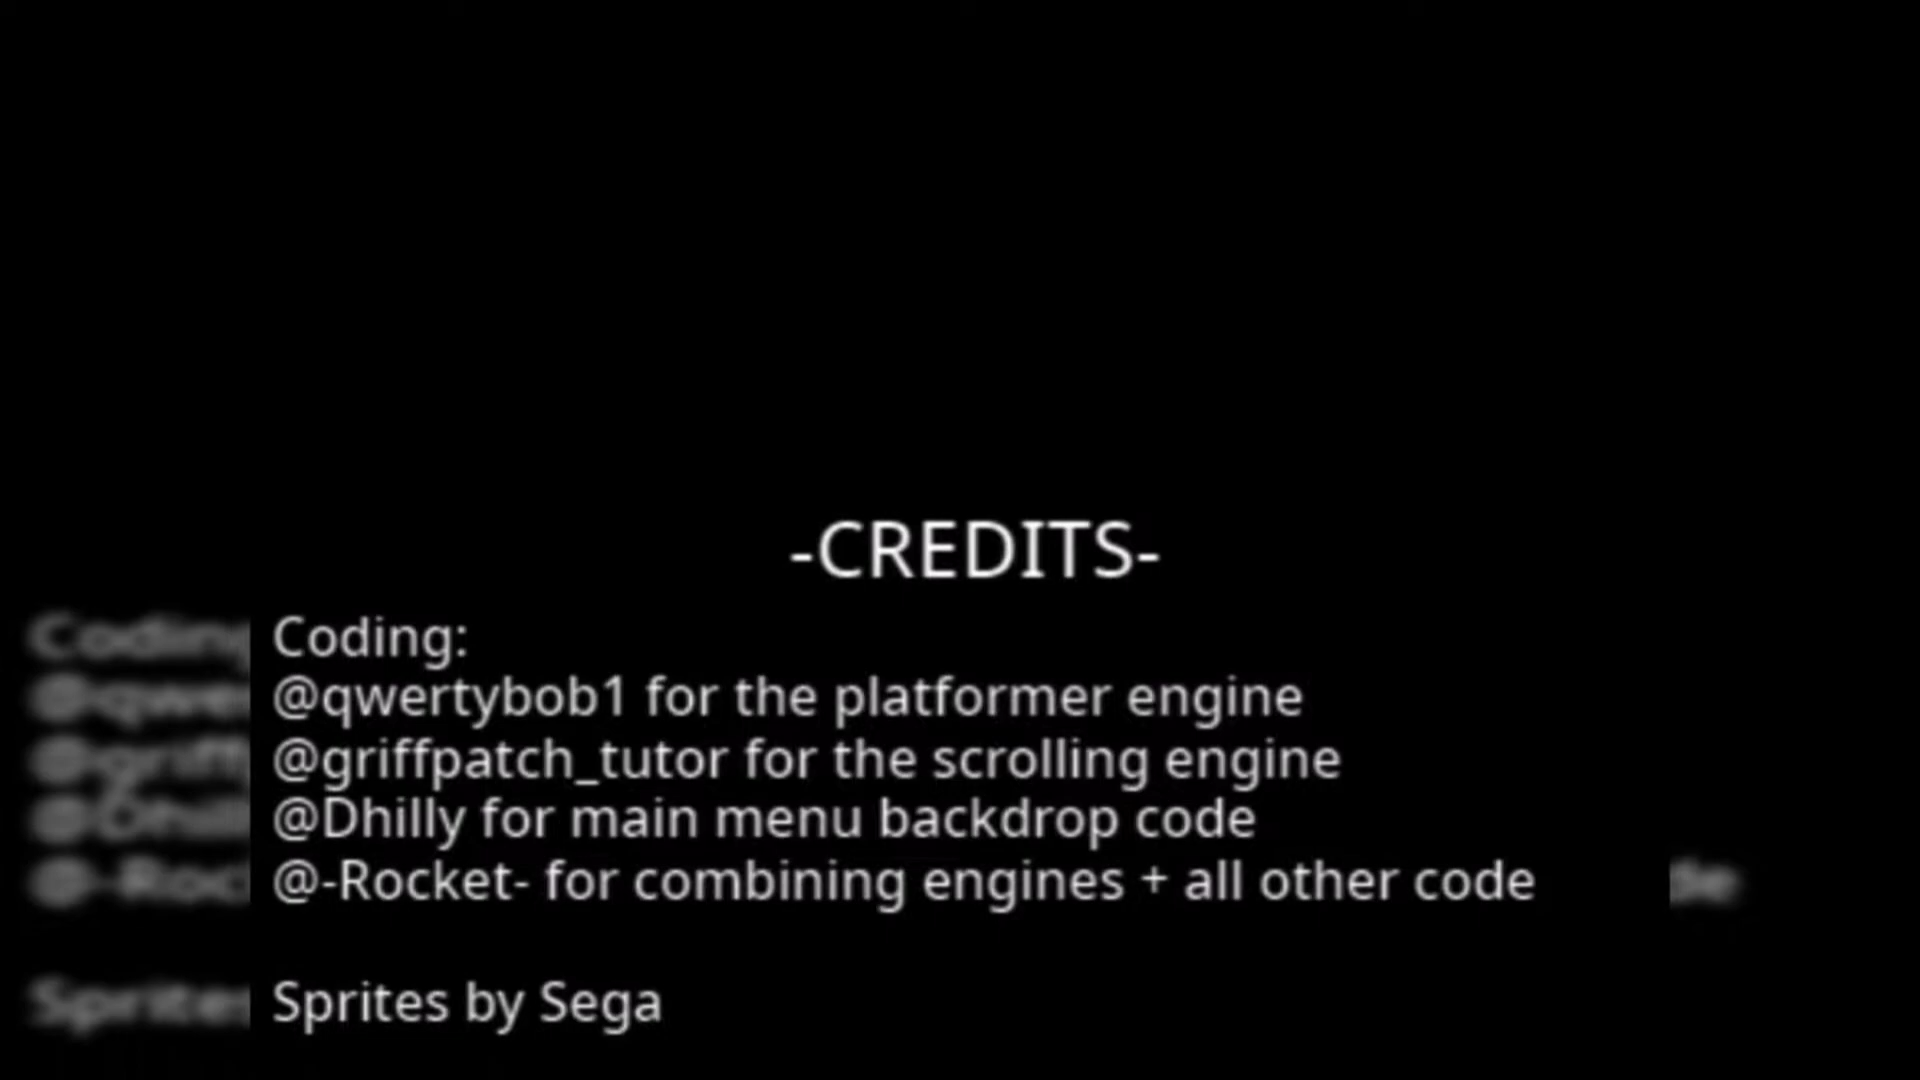 -CREDITS-
Coding:
@qwertybob1 for the platformer engine
@griffpatch_tutor for the scrolling engine
@Dhilly for main menu backdrop code
@-Rocket- for combining engines + all other code
Sprites by Sega